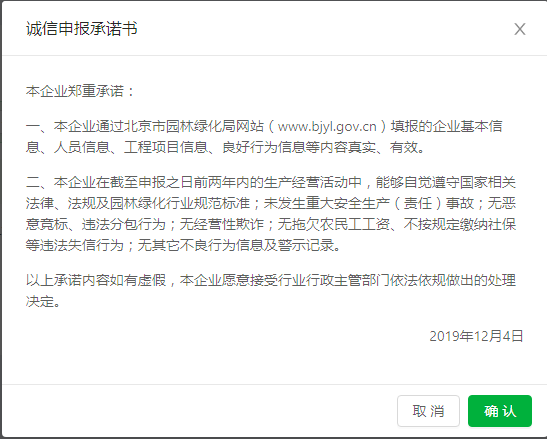 诚信申报承诺书
本企业郑重承诺：
一、本企业通过北京市园林绿化局网站（www.bjyl.gov.cn）填报的企业基本信
息、人员信息、工程项目信息、良好行为信息等内容真实、有效。
二、本企业在截至申报之日前两年内的生产经营活动中，能够自觉遵守国家相关
法律、法规及园林绿化行业规范标准；未发生重大安全生产（责任）事故；无恶
意竞标、违法分包行为；无经营性欺诈；无拖欠农民工工资、不按规定缴纳社保
等违法失信行为；无其它不良行为信息及警示记录。
以上承诺内容如有虚假，本企业愿意接受行业行政主管部门依法依规做出的处理
决定。
2019年12月4日
取 消
确 认